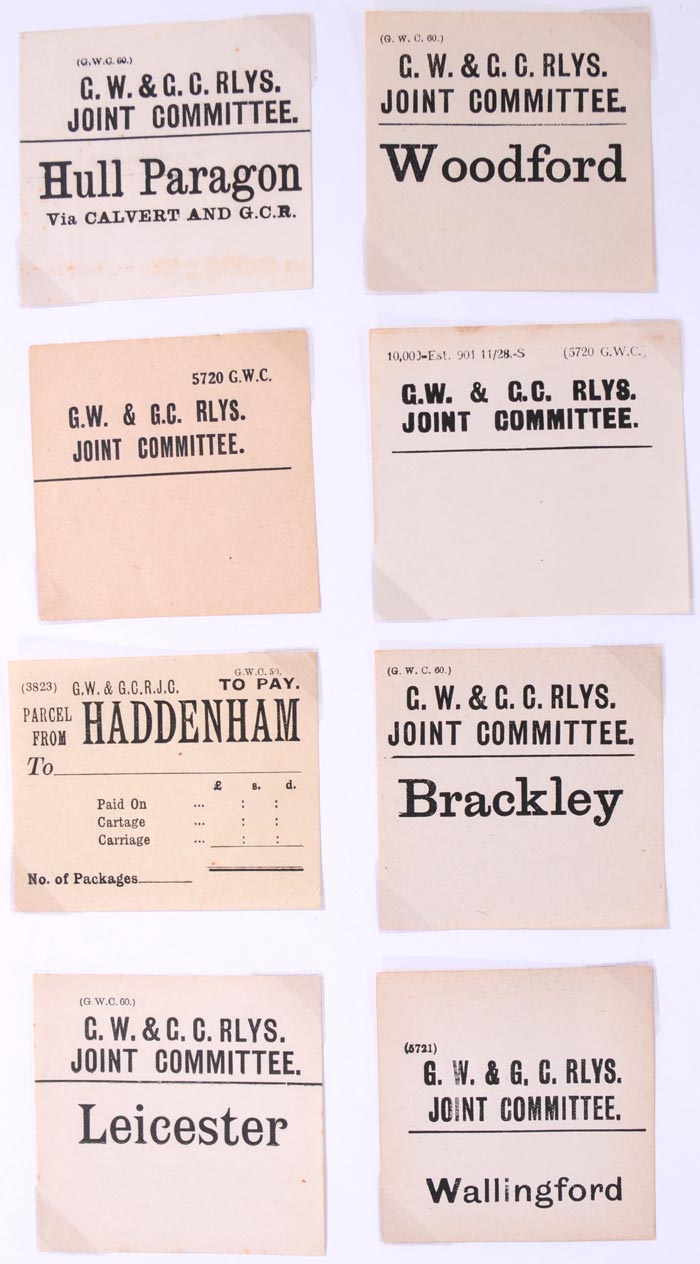 (G.W.C. 60.)
G. W. & G. C. RLYS.
JOINT COMMITTEE.
Hull Paragon
Via CALVERT AND G.C.R.
(G. W. C. 60.)
G. W. & G. C. RLYS.
JOINT COMMITTEE.
Woodford
5720 G.W.C.
G.W. & G.C. RLYS.
JOINT COMMITTEE.
10,000-Est. 901 11/28.-S (5720 G.W.C.)
G.W. & G.C. RLYS.
JOINT COMMITTEE.
(3823) G.W. & G.C.R.J.C. G.W.C. 50.
TO PAY.
PARCEL FROM HADDENHAM
To
£ s. d.
Paid On ... : :
Cartage ... : :
Carriage ... : :
No. of Packages
(G. W. C. 60.)
G. W. & G. C. RLYS.
JOINT COMMITTEE.
Brackley
(G W.C. 60.)
G. W. & G. C. RLYS.
JOINT COMMITTEE.
Leicester
(5721)
G. W. & G. C. RLYS.
JOINT COMMITTEE.
Wallingford